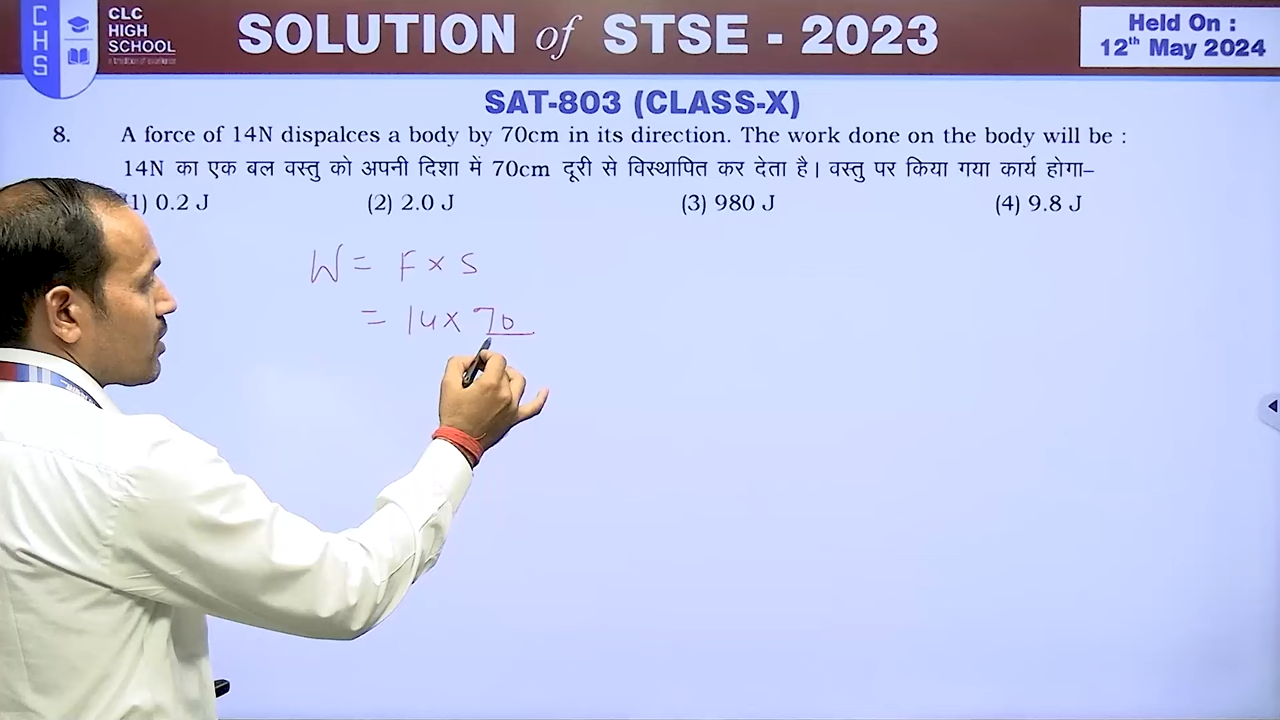 CHS
CLC
HIGH
SCHOOL
SOLUTION of STSE - 2023
Held On :
12th May 2024
SAT-803 (CLASS-X)
8. A force of 14N dispalces a body by 70cm in its direction. The work done on the body will be :
14N का एक बल वस्तु को अपनी दिशा में 70cm दूरी से विस्थापित कर देता है। वस्तु पर किया गया कार्य होगा–
1) 0.2 J (2) 2.0 J (3) 980 J (4) 9.8 J
W = F × S
= 14 × 70